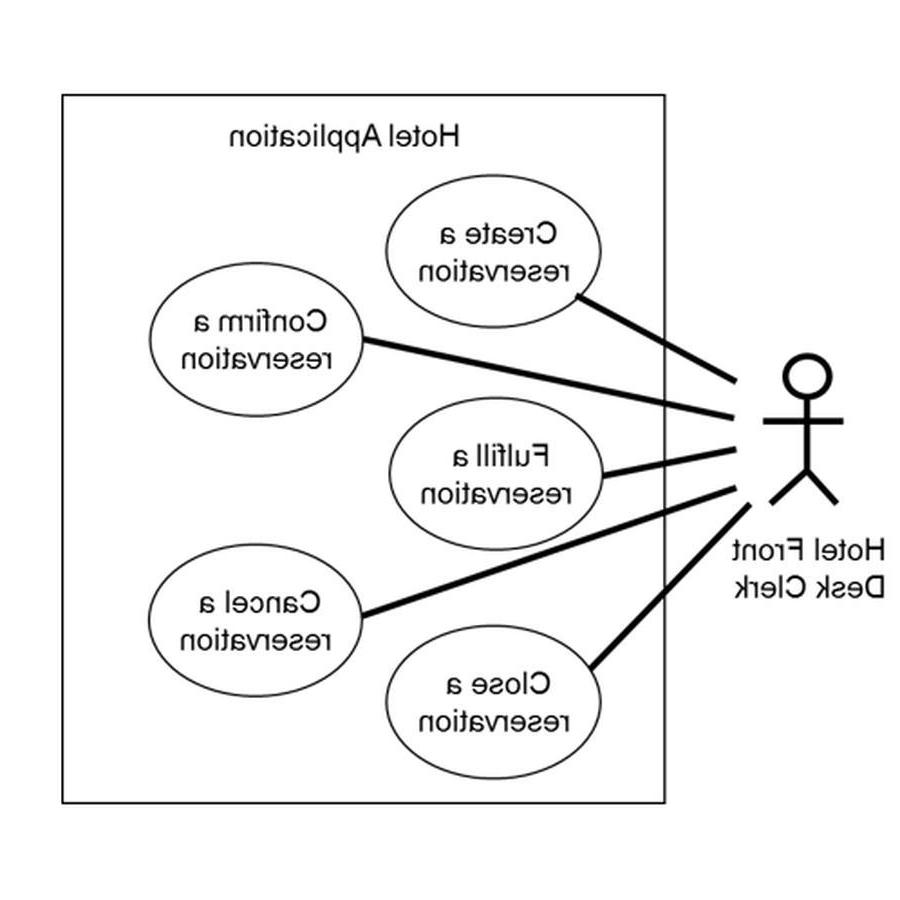 Hotel Application
Create a
reservation
Confirm a
reservation
Fulfill a
reservation
Hotel Front
Desk Clerk
Cancel a
reservation
Close a
reservation